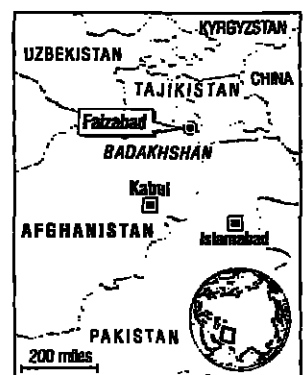 KYRGYZSTAN
UZBEKISTAN
TAJIKISTAN
CHINA
Faizabad
BADAKHSHAN
Kabul
AFGHANISTAN
Islamabad
PAKISTAN
200 miles